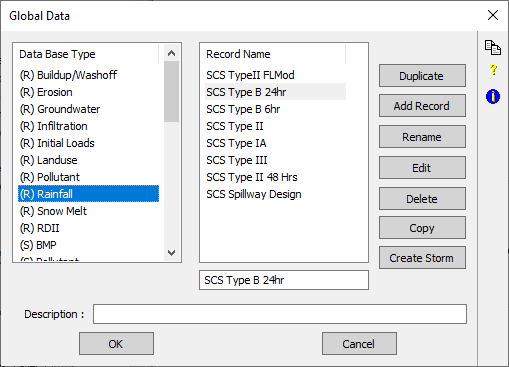 Global Data
Data Base Type
(R) Buildup/Washoff
(R) Erosion
(R) Groundwater
(R) Infiltration
(R) Initial Loads
(R) Landuse
(R) Pollutant
(R) Rainfall
(R) Snow Melt
(R) RDII
(S) BMP
(S) Pollutant
Record Name
SCS TypeII FLMod
SCS Type B 24hr
SCS Type B 6hr
SCS Type II
SCS Type IA
SCS Type III
SCS Type II 48 Hrs
SCS Spillway Design
SCS Type B 24hr
Duplicate
Add Record
Rename
Edit
Delete
Copy
Create Storm
Description :
OK
Cancel